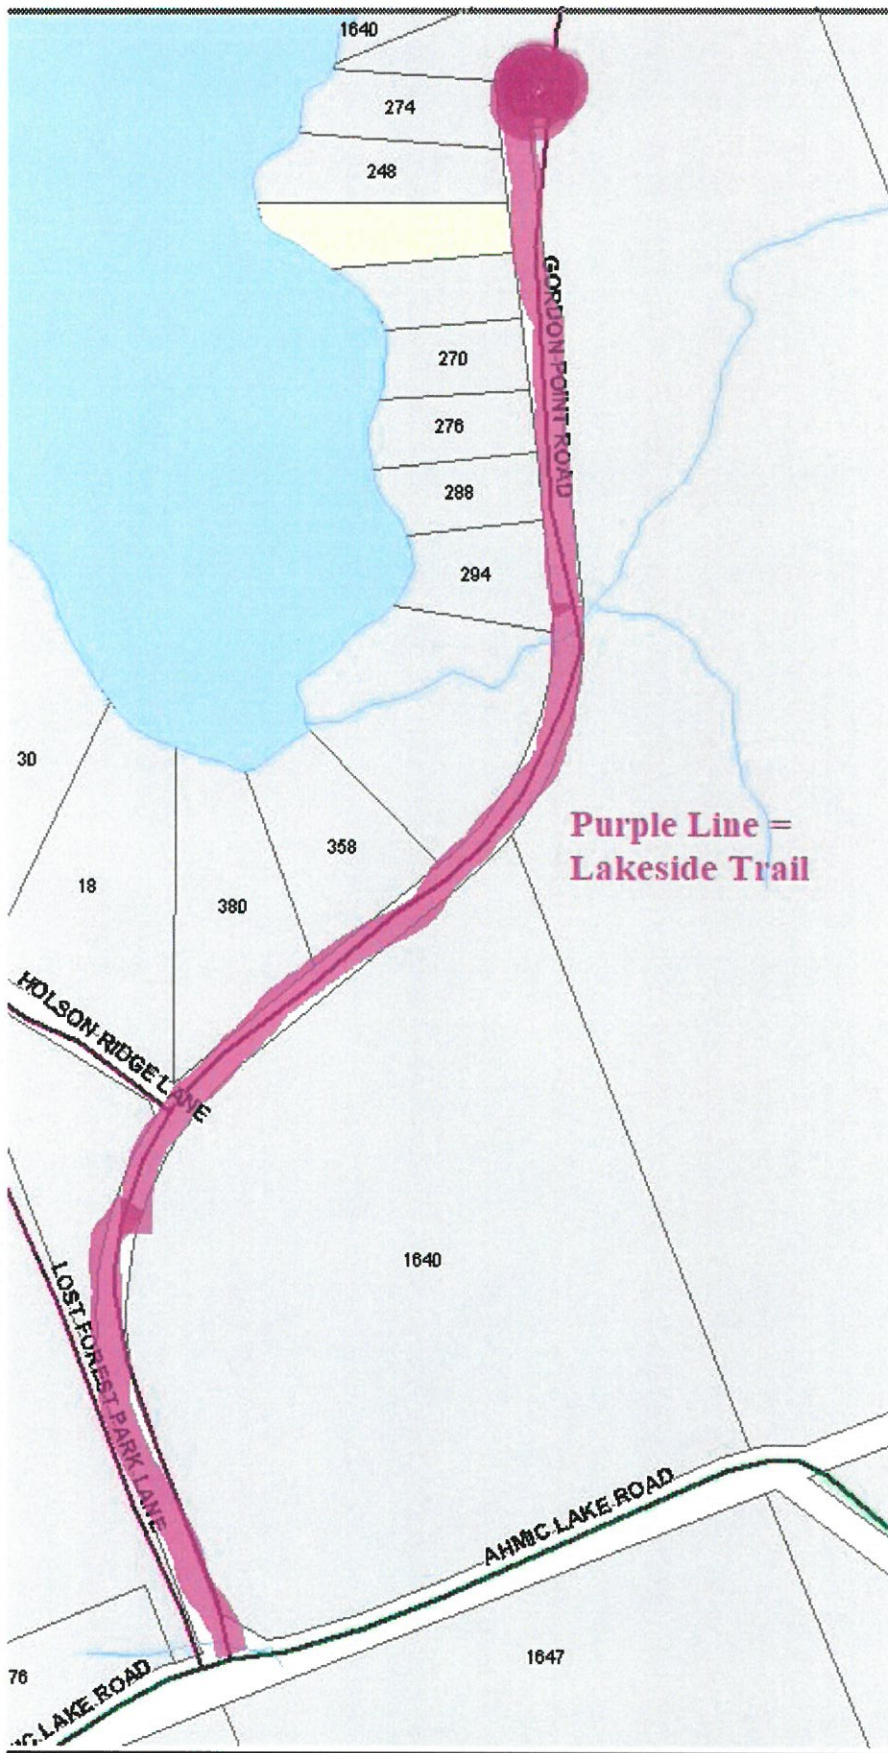 1640
274
248
GORDON POINT ROAD
270
276
288
294
30
Purple Line =
Lakeside Trail
358
18
380
HOLSON RIDGE LANE
1640
LOST FOREST PARK LANE
AHMIC LAKE ROAD
1647
76
IC LAKE ROAD